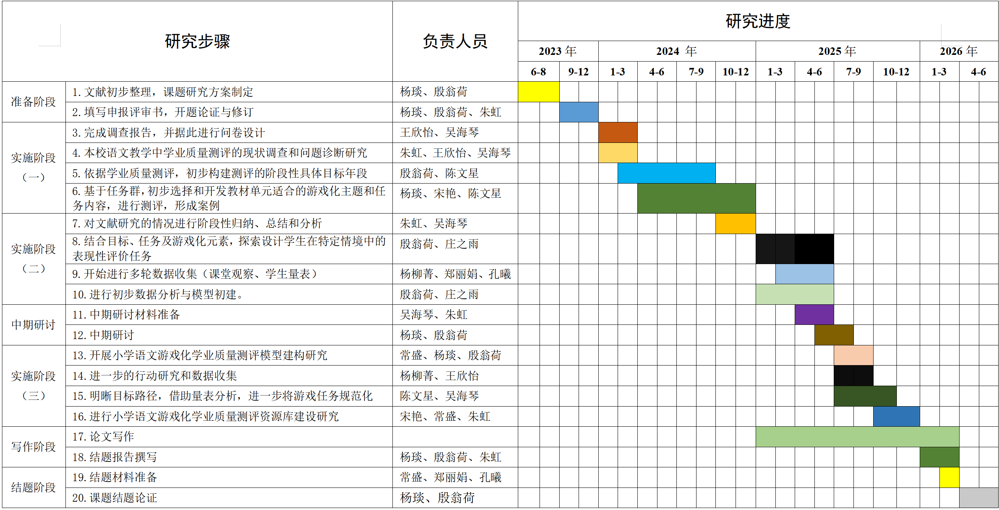 研究步骤
负责人员
研究进度
2023 年
2024 年
2025 年
2026 年
6-8
9-12
1-3
4-6
7-9
10-12
1-3
4-6
7-9
10-12
1-3
4-6
准备阶段
1.文献初步整理，课题研究方案制定
杨琰、殷翁荷
2.填写申报评审书，开题论证与修订
杨琰、殷翁荷、朱虹
实施阶段
（一）
3.完成调查报告，并据此进行问卷设计
王欣怡、吴海琴
4.本校语文教学中学业质量测评的现状调查和问题诊断研究
朱虹、王欣怡、吴海琴
5.依据学业质量测评，初步构建测评的阶段性具体目标年段
殷翁荷、陈文星
6.基于任务群，初步选择和开发教材单元适合的游戏化主题和任
务内容，进行测评，形成案例
杨琰、宋艳、陈文星
实施阶段
（二）
7.对文献研究的情况进行阶段性归纳、总结和分析
朱虹、吴海琴
8.结合目标、任务及游戏化元素，探索设计学生在特定情境中的
表现性评价任务
殷翁荷、庄之雨
9.开始进行多轮数据收集（课堂观察、学生量表）
杨柳菁、郑丽娟、孔曦
10.进行初步数据分析与模型初建。
殷翁荷、庄之雨
中期研讨
11.中期研讨材料准备
吴海琴、朱虹
12.中期研讨
杨琰、殷翁荷
实施阶段
（三）
13.开展小学语文游戏化学业质量测评模型建构研究
常盛、杨琰、殷翁荷
14.进一步的行动研究和数据收集
杨柳菁、王欣怡
15.明晰目标路径，借助量表分析，进一步将游戏任务规范化
陈文星、吴海琴
16.进行小学语文游戏化学业质量测评资源库建设研究
宋艳、常盛、朱虹
写作阶段
17.论文写作
18.结题报告撰写
杨琰、殷翁荷、朱虹
结题阶段
19.结题材料准备
常盛、郑丽娟、孔曦
20.课题结题论证
杨琰、殷翁荷